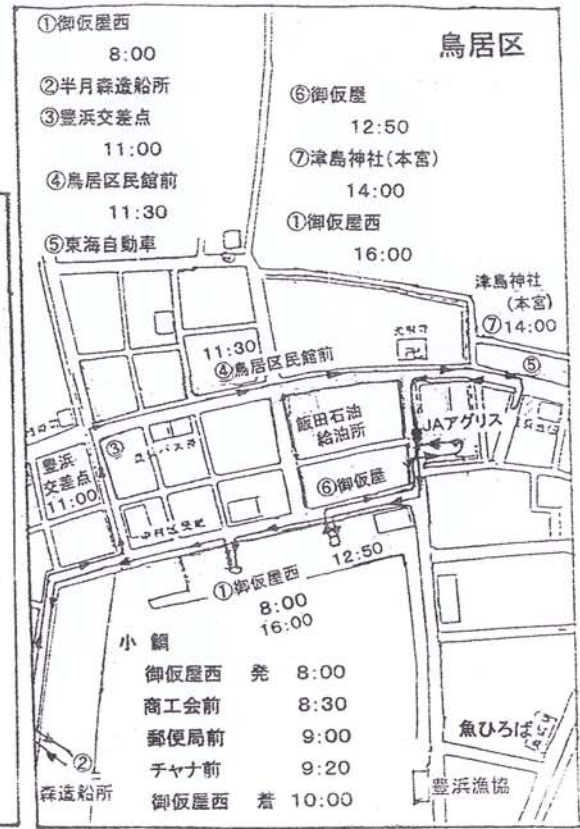 鳥居区
①御仮屋西
8:00
②半月森造船所
③豊浜交差点
11:00
④鳥居区民館前
11:30
⑤東海自動車
⑥御仮屋
12:50
⑦津島神社(本宮)
14:00
①御仮屋西
16:00
津島神社
(本宮)
⑦14:00
⑤
11:30
④鳥居区民館前
飯田石油
給油所
JAアグリス
③
豊浜
交差点
11:00
⑥御仮屋
12:50
①御仮屋西
8:00
16:00
小鯛
御仮屋西 発 8:00
商工会前 8:30
郵便局前 9:00
チャナ前 9:20
御仮屋西 着 10:00
②
森造船所
魚ひろば
豊浜漁協